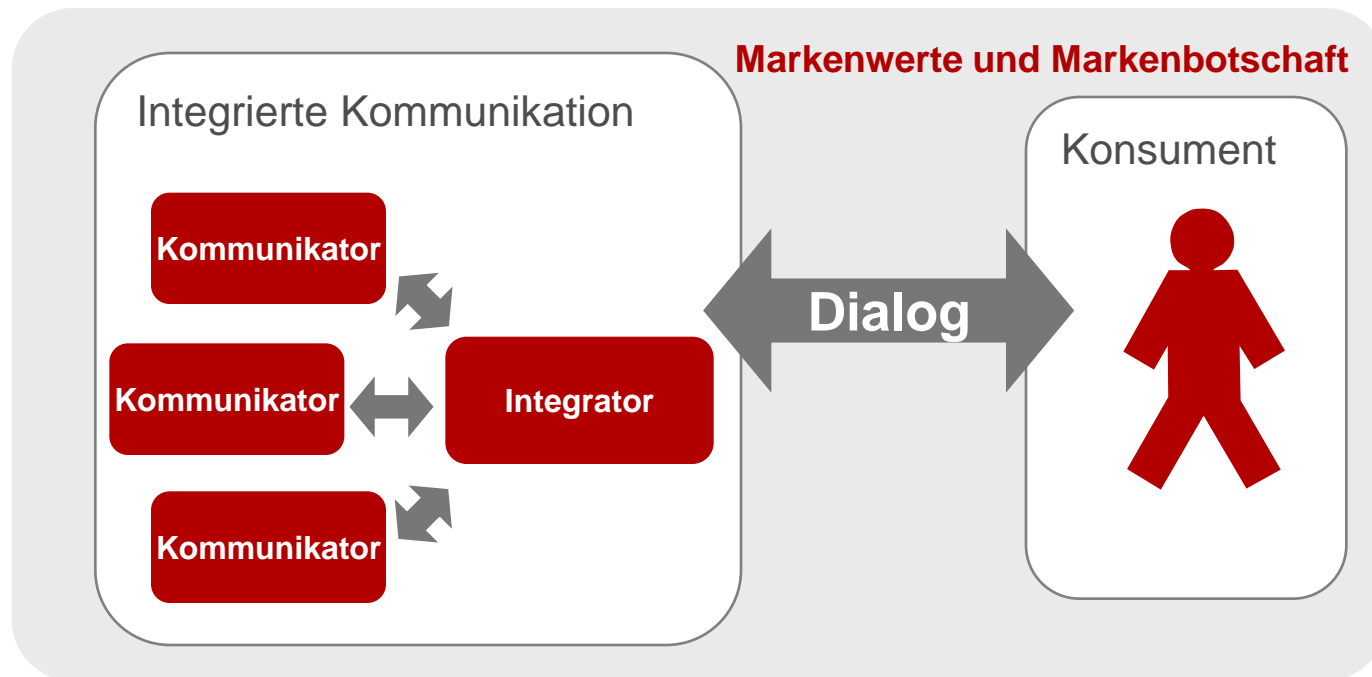 Markenwerte und Markenbotschaft
Integrierte Kommunikation
Konsument
Kommunikator
Dialog
Kommunikator
Integrator
Kommunikator